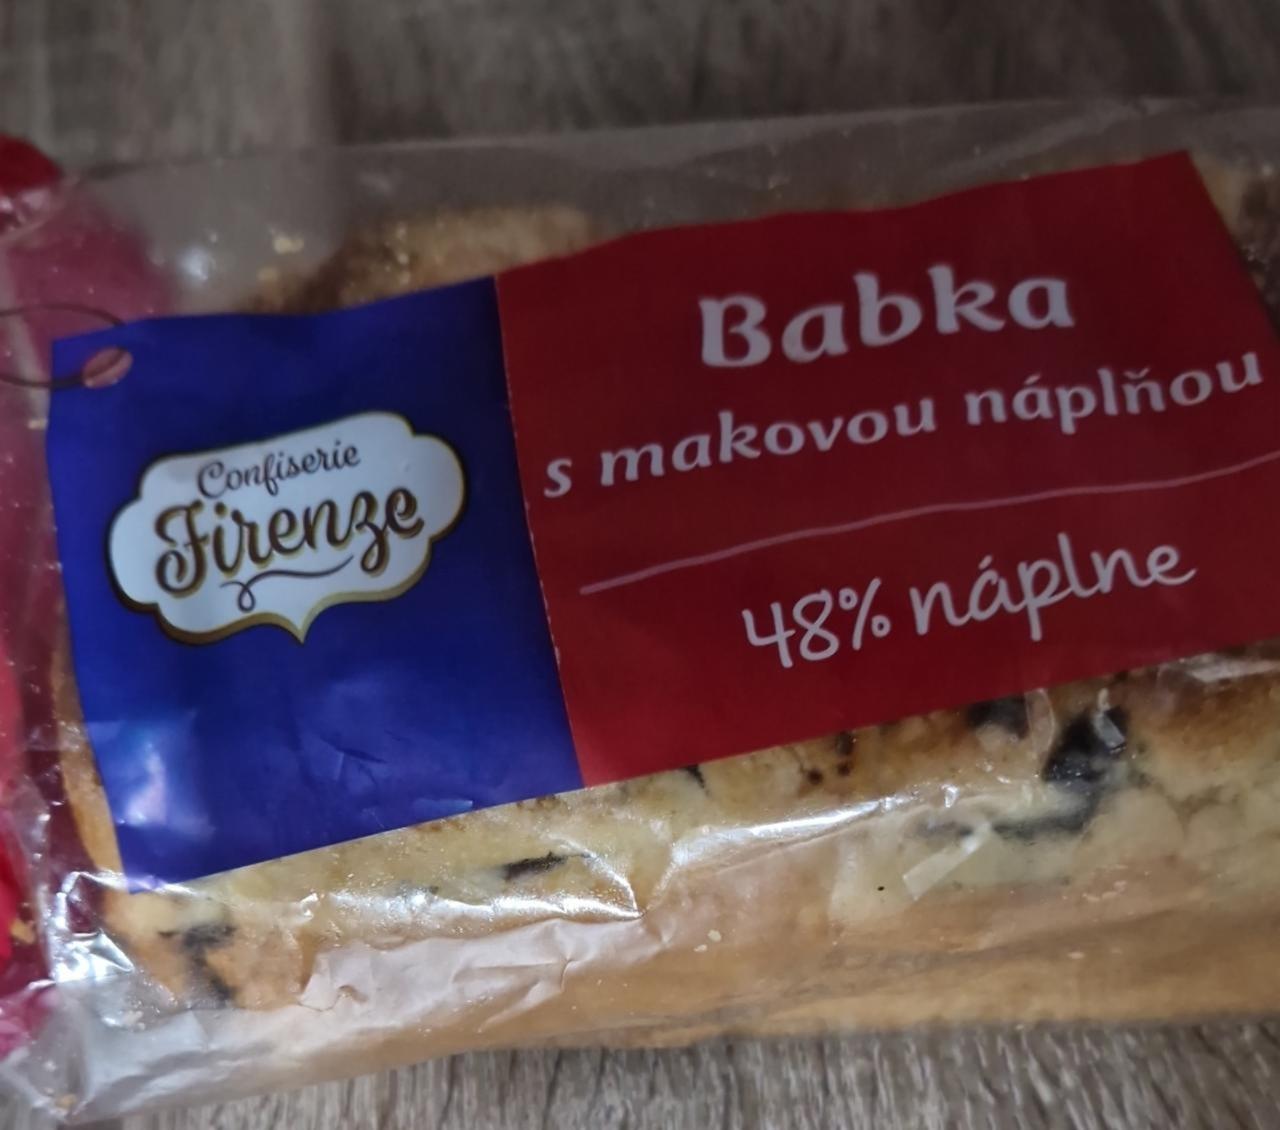 Confiserie
Firenze
Babka
s makovou náplňou
48% náplne